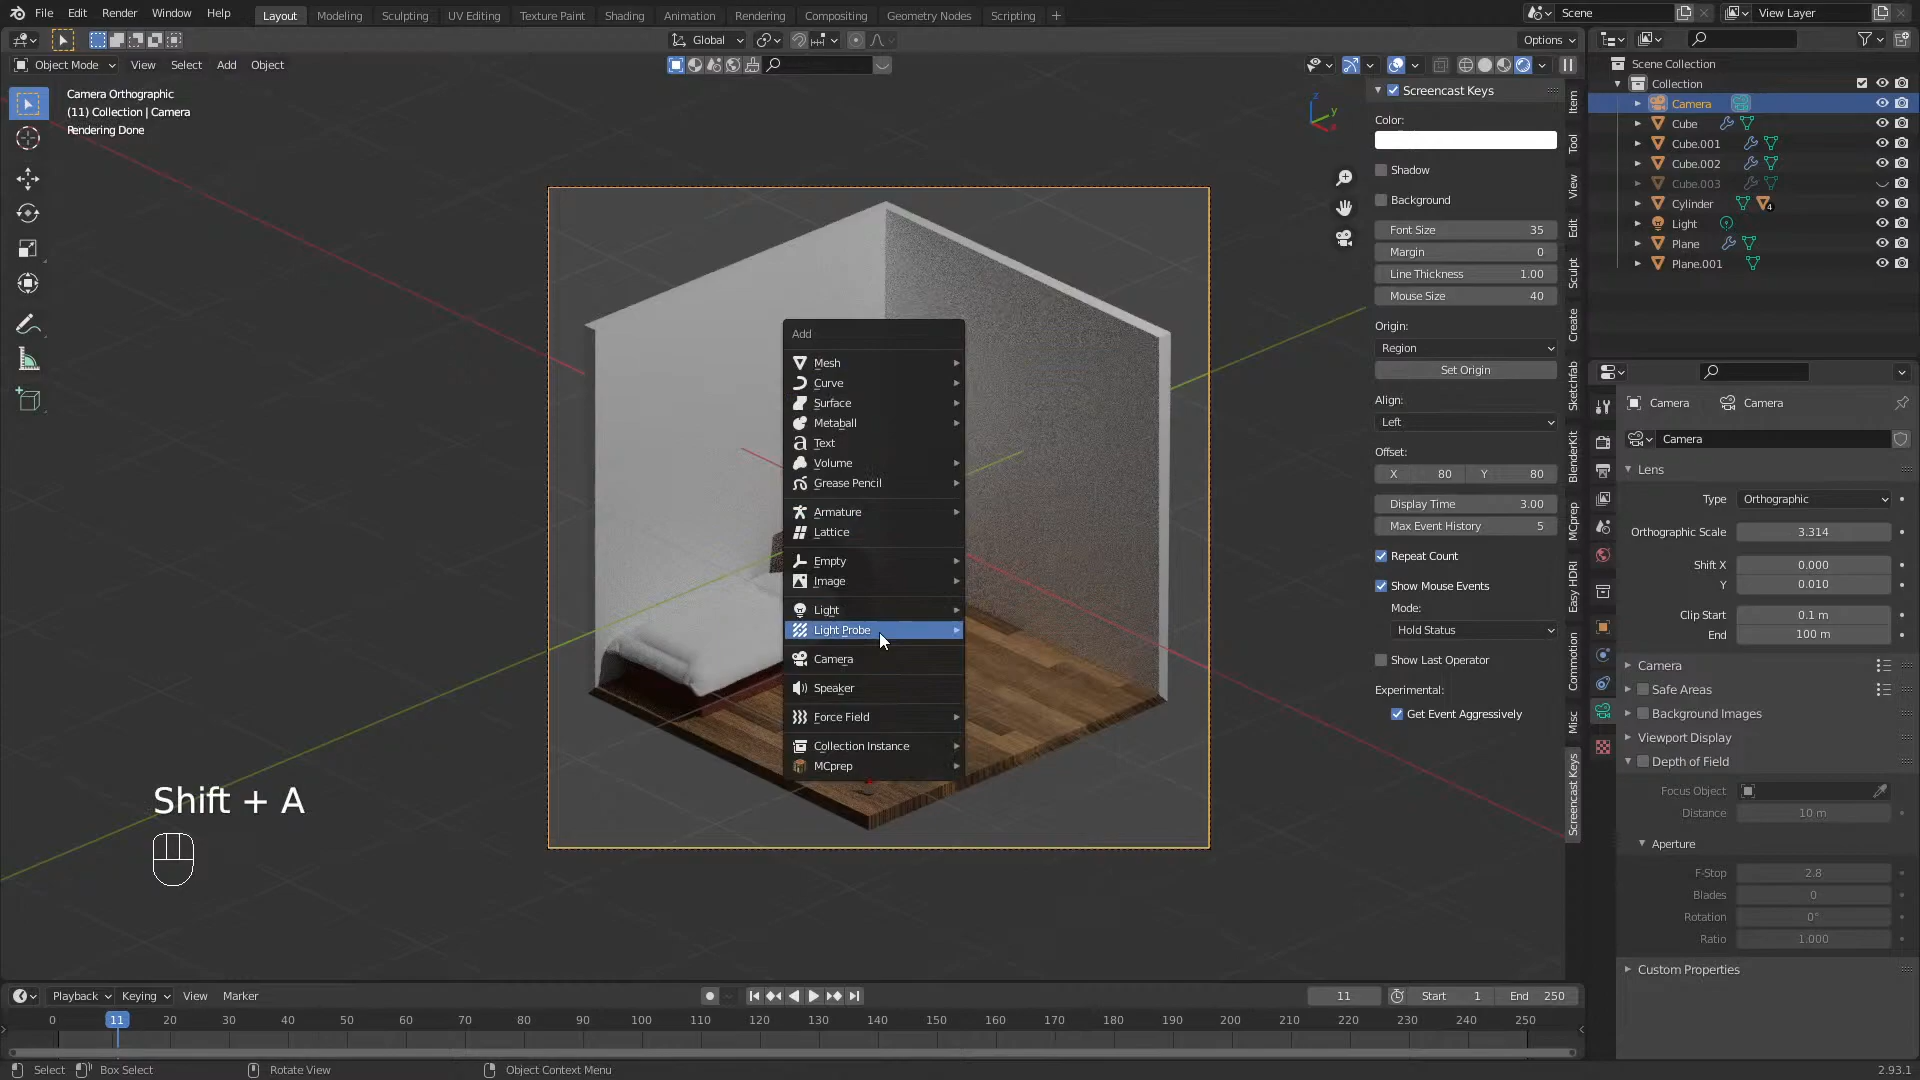 File Edit Render Window Help
Layout Modeling Sculpting UV Editing Texture Paint Shading Animation Rendering Compositing Geometry Nodes Scripting +
Scene
View Layer
Global
Options
Object Mode View Select Add Object
Camera Orthographic
(11) Collection | Camera
Rendering Done
Z
Y
X
Add
Mesh
Curve
Surface
Metaball
Text
Volume
Grease Pencil
Armature
Lattice
Empty
Image
Light
Light Probe
Camera
Speaker
Force Field
Collection Instance
MCprep
Shift + A
Screencast Keys
Color:
Shadow
Background
Font Size 35
Margin 0
Line Thickness 1.00
Mouse Size 40
Origin:
Region
Set Origin
Align:
Left
Offset:
X 80 Y 80
Display Time 3.00
Max Event History 5
Repeat Count
Show Mouse Events
Mode:
Hold Status
Show Last Operator
Experimental:
Get Event Aggressively
Item
Tool
View
Edit
Sculpt
Create
Sketchfab
BlenderKit
MCprep
Easy HDRI
Commotion
Misc
Screencast Keys
Scene Collection
Collection
Camera
Cube
Cube.001
Cube.002
Cube.003
Cylinder 4
Light
Plane
Plane.001
Camera Camera
Camera
Lens
Type Orthographic
Orthographic Scale 3.314
Shift X 0.000
Y 0.010
Clip Start 0.1 m
End 100 m
Camera
Safe Areas
Background Images
Viewport Display
Depth of Field
Focus Object
Distance 10 m
Aperture
F-Stop 2.8
Blades 0
Rotation 0°
Ratio 1.000
Custom Properties
Playback Keying View Marker
11 Start 1 End 250
0 11 20 30 40 50 60 70 80 90 100 110 120 130 140 150 160 170 180 190 200 210 220 230 240 250
Select Box Select Rotate View Object Context Menu 2.93.1